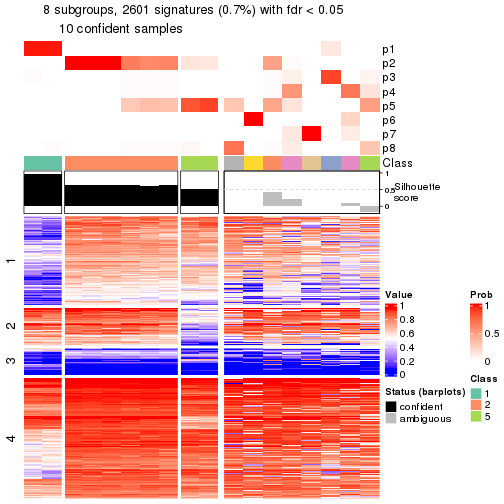 8 subgroups, 2601 signatures (0.7%) with fdr < 0.05
10 confident samples
p1
p2
p3
p4
p5
p6
p7
p8
Class
1
0.5
0
Silhouette
score
1
2
3
4
Value
1
0.8
0.6
0.4
0.2
0
Prob
1
0.5
0
Status (barplots)
confident
ambiguous
Class
1
2
5